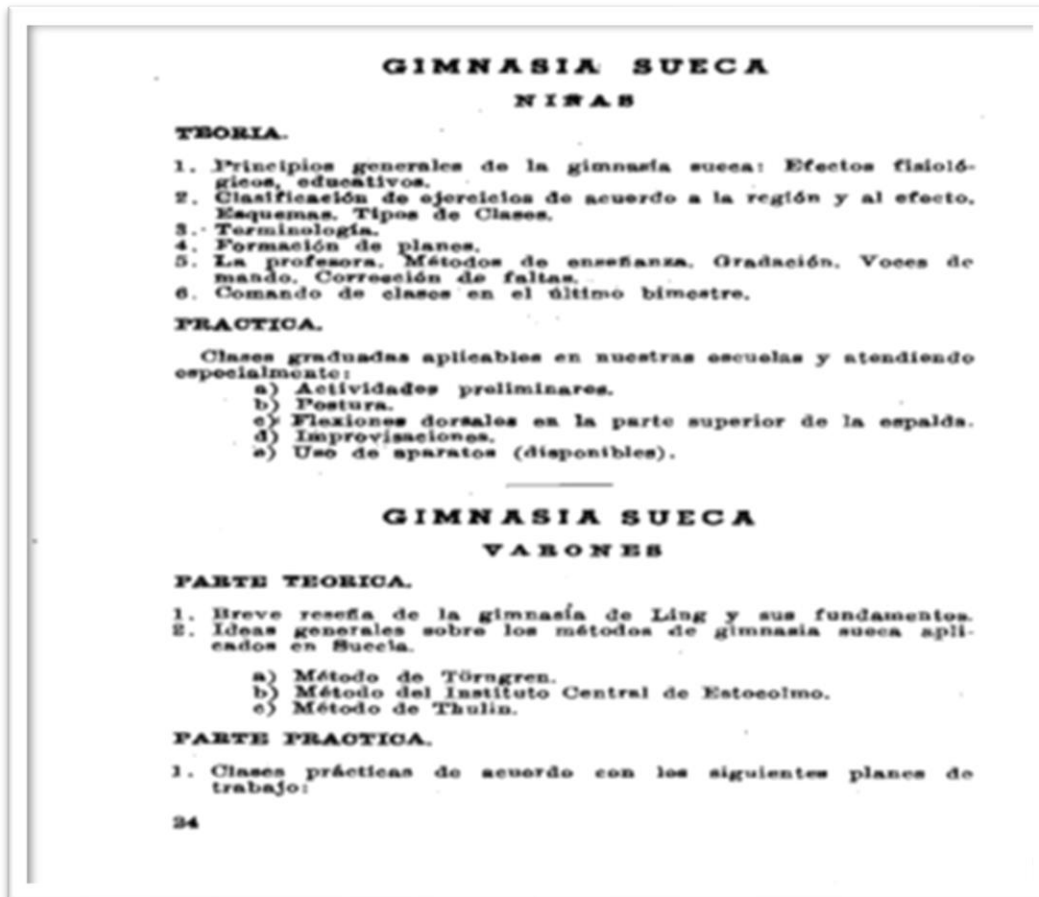 GIMNASIA SUECA
NIÑAS
TEORIA.
1. Principios generales de la gimnasia sueca: Efectos fisioló-
gicos, educativos.
2. Clasificación de ejercicios de acuerdo a la región y al efecto.
Esquemas. Tipos de Clases.
3. Terminología.
4. Formación de planes.
5. La profesora. Métodos de enseñanza. Gradación. Voces de
mando. Corrección de faltas.
6. Comando de clases en el último bimestre.
PRACTICA.
Clases graduadas aplicables en nuestras escuelas y atendiendo
especialmente:
a) Actividades preliminares.
b) Postura.
c) Flexiones dorsales en la parte superior de la espalda.
d) Improvisaciones.
e) Uso de aparatos (disponibles).
GIMNASIA SUECA
VARONES
PARTE TEORICA.
1. Breve reseña de la gimnasía de Ling y sus fundamentos.
2. Ideas generales sobre los métodos de gimnasia sueca apli-
cados en Suecia.
a) Método de Törngren.
b) Método del Instituto Central de Estocolmo.
c) Método de Thulin.
PARTE PRACTICA.
1. Clases prácticas de acuerdo con los siguientes planes de
trabajo:
24